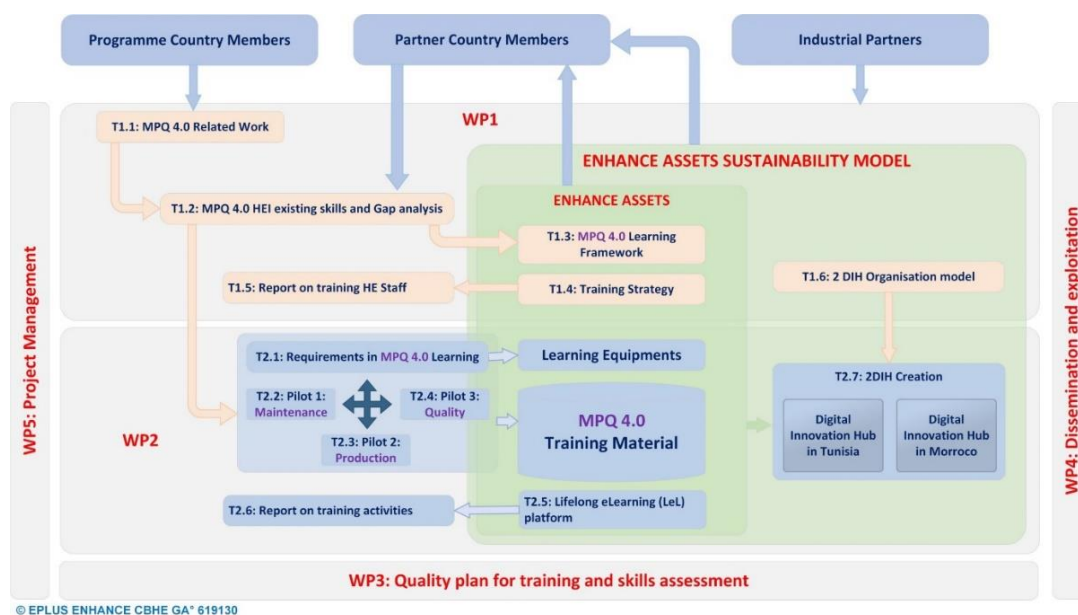 Programme Country Members
Partner Country Members
Industrial Partners
WP1
T1.1: MPQ 4.0 Related Work
ENHANCE ASSETS SUSTAINABILITY MODEL
ENHANCE ASSETS
T1.2: MPQ 4.0 HEI existing skills and Gap analysis
T1.3: MPQ 4.0 Learning
Framework
T1.5: Report on training HE Staff
T1.4: Training Strategy
T1.6: 2 DIH Organisation model
WP5: Project Management
WP4: Dissemination and exploitation
WP2
T2.1: Requirements in MPQ 4.0 Learning
Learning Equipments
T2.2: Pilot 1:
Maintenance
T2.4: Pilot 3:
Quality
T2.3: Pilot 2:
Production
MPQ 4.0
Training Material
T2.7: 2DIH Creation
Digital
Innovation Hub
in Tunisia
Digital
Innovation Hub
in Morroco
T2.6: Report on training activities
T2.5: Lifelong eLearning (LeL)
platform
WP3: Quality plan for training and skills assessment
© EPLUS ENHANCE CBHE GA° 619130